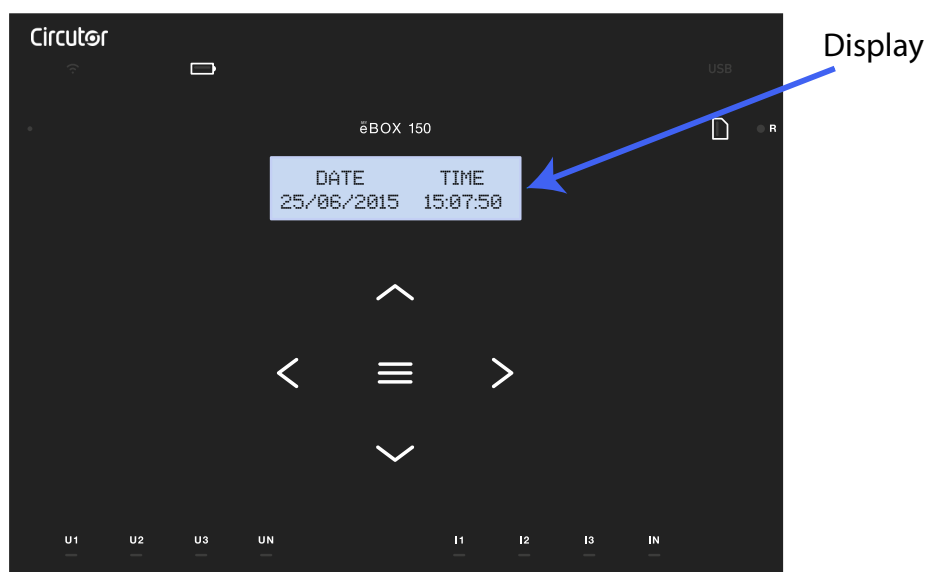 Circutor
Display
USB
MYeBOX 150
R
DATE TIME
25/06/2015 15:07:50
U1 U2 U3 UN I1 I2 I3 IN